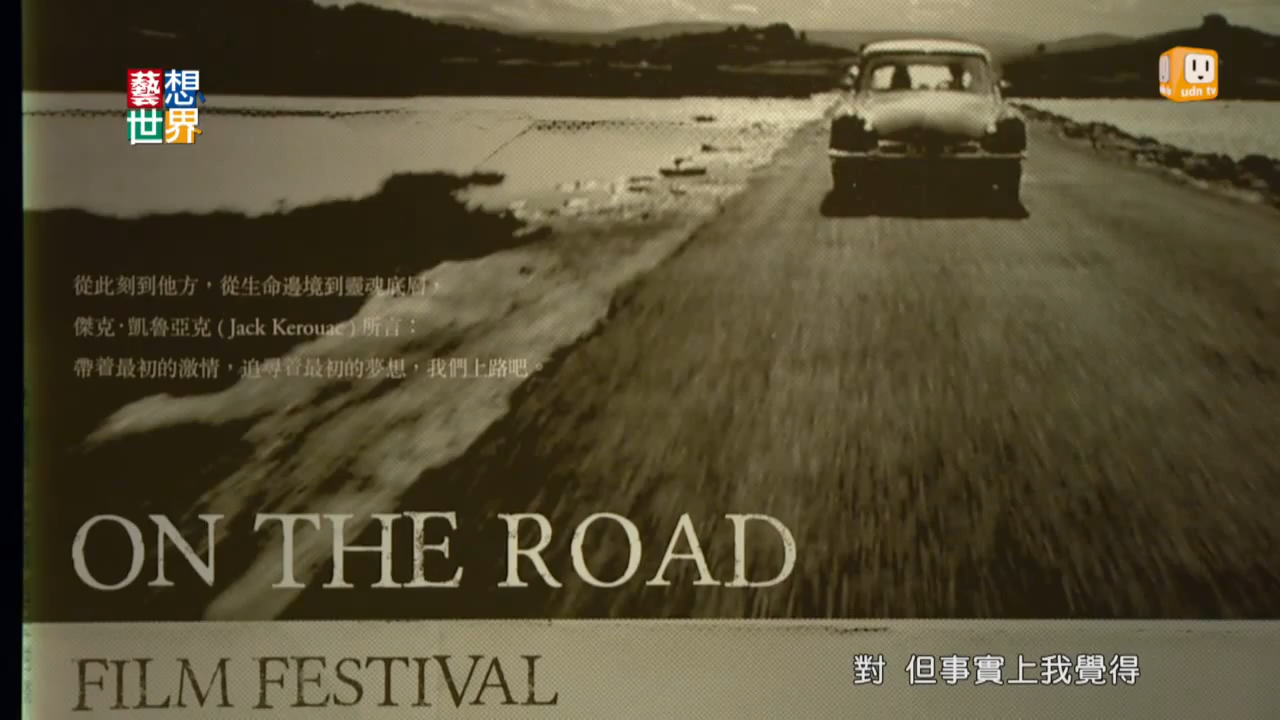 藝想
世界
udn tv
從此刻到他方，從生命邊境到靈魂底層，
傑克·凱魯亞克 ( Jack Kerouac ) 所言：
帶着最初的激情，追尋着最初的夢想，我們上路吧。
ON THE ROAD
FILM FESTIVAL
對 但事實上我覺得